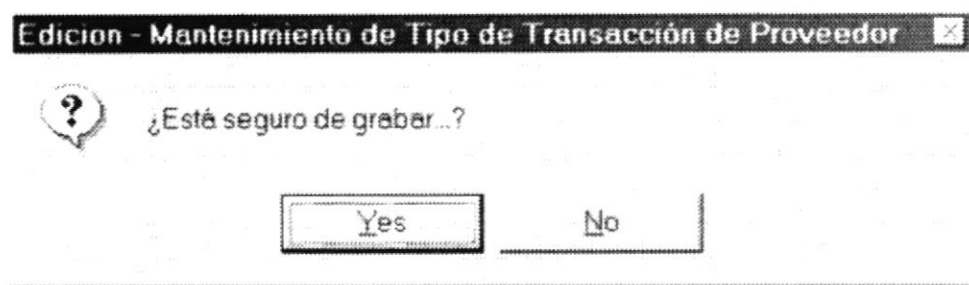 Edicion - Mantenimiento de Tipo de Transacción de Proveedor
¿Está seguro de grabar...?
Yes No